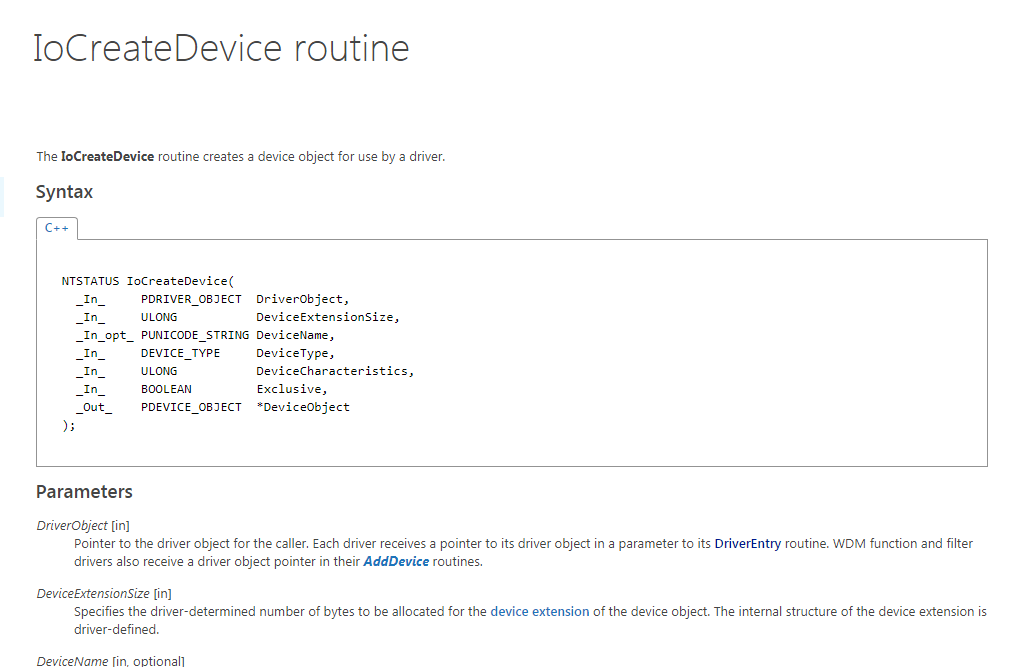 IoCreateDevice routine
The IoCreateDevice routine creates a device object for use by a driver.
Syntax
C++
NTSTATUS IoCreateDevice(
  _In_     PDRIVER_OBJECT  DriverObject,
  _In_     ULONG           DeviceExtensionSize,
  _In_opt_ PUNICODE_STRING DeviceName,
  _In_     DEVICE_TYPE     DeviceType,
  _In_     ULONG           DeviceCharacteristics,
  _In_     BOOLEAN         Exclusive,
  _Out_    PDEVICE_OBJECT  *DeviceObject
);
Parameters
DriverObject [in]
Pointer to the driver object for the caller. Each driver receives a pointer to its driver object in a parameter to its DriverEntry routine. WDM function and filter
drivers also receive a driver object pointer in their AddDevice routines.
DeviceExtensionSize [in]
Specifies the driver-determined number of bytes to be allocated for the device extension of the device object. The internal structure of the device extension is
driver-defined.
DeviceName [in, optional]